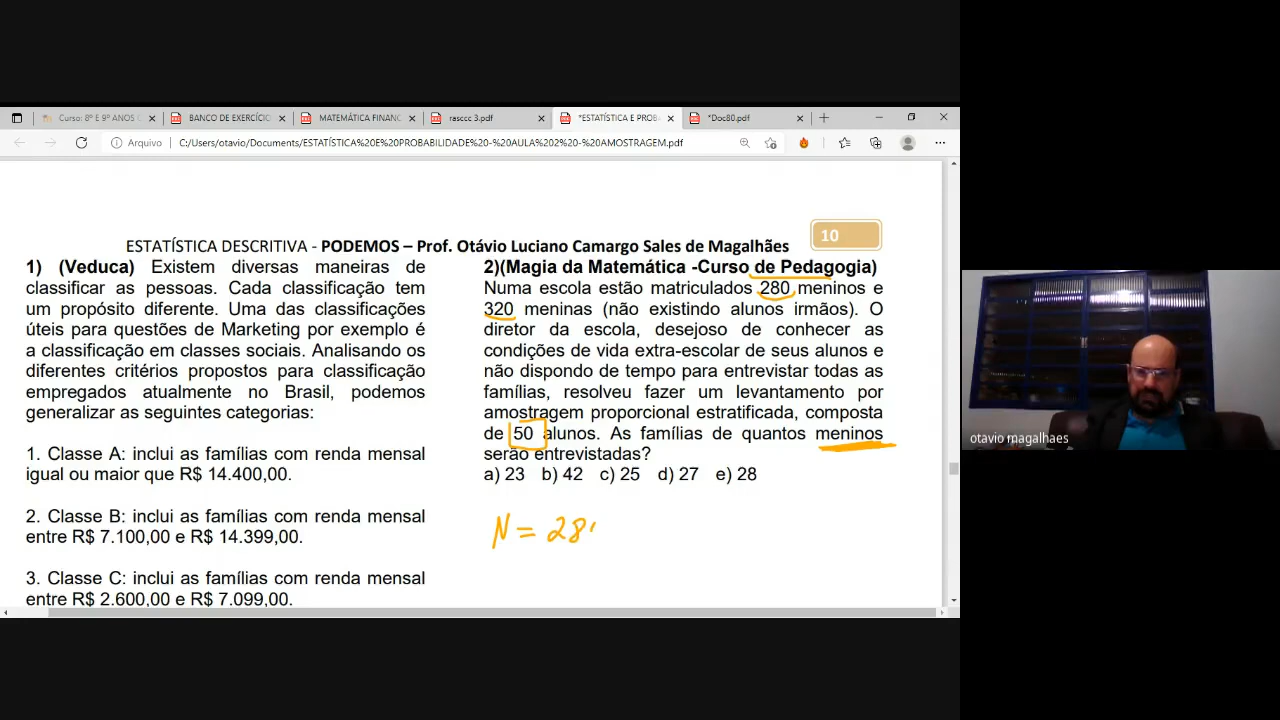 Curso: 8º E 9º ANOS
BANCO DE EXERCÍCIO
MATEMÁTICA FINANC
rasccc 3.pdf
*ESTATÍSTICA E PROBA
*Doc80.pdf
Arquivo
C:/Users/otavio/Documents/ESTATÍSTICA%20E%20PROBABILIDADE%20-%20AULA%202%20-%20AMOSTRAGEM.pdf
10
ESTATÍSTICA DESCRITIVA - PODEMOS – Prof. Otávio Luciano Camargo Sales de Magalhães
1) (Veduca) Existem diversas maneiras de
classificar as pessoas. Cada classificação tem
um propósito diferente. Uma das classificações
úteis para questões de Marketing por exemplo é
a classificação em classes sociais. Analisando os
diferentes critérios propostos para classificação
empregados atualmente no Brasil, podemos
generalizar as seguintes categorias:
1. Classe A: inclui as famílias com renda mensal
igual ou maior que R$ 14.400,00.
2. Classe B: inclui as famílias com renda mensal
entre R$ 7.100,00 e R$ 14.399,00.
3. Classe C: inclui as famílias com renda mensal
entre R$ 2.600,00 e R$ 7.099,00.
2)(Magia da Matemática -Curso de Pedagogia)
Numa escola estão matriculados 280 meninos e
320 meninas (não existindo alunos irmãos). O
diretor da escola, desejoso de conhecer as
condições de vida extra-escolar de seus alunos e
não dispondo de tempo para entrevistar todas as
famílias, resolveu fazer um levantamento por
amostragem proporcional estratificada, composta
de 50 alunos. As famílias de quantos meninos
serão entrevistadas?
a) 23 b) 42 c) 25 d) 27 e) 28
N = 28
otavio magalhaes